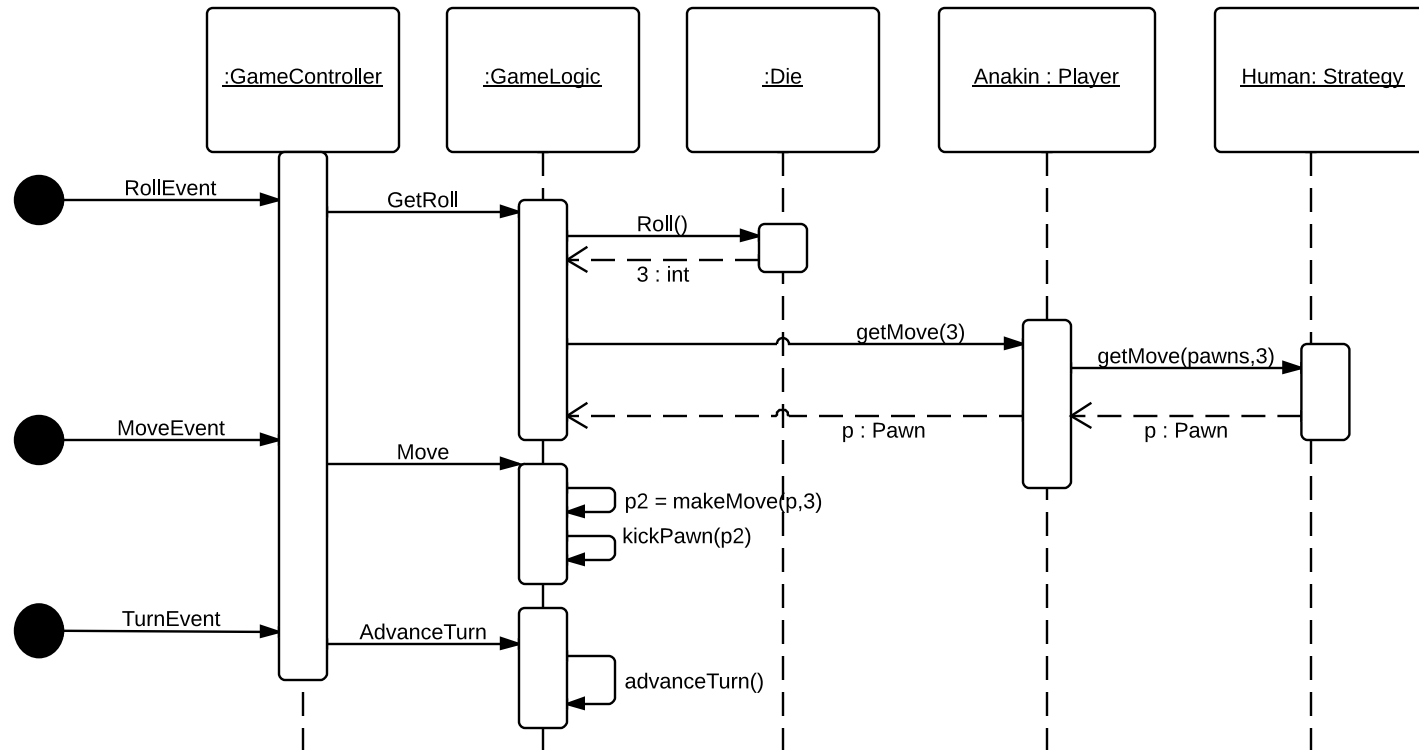 :GameController
:GameLogic
:Die
Anakin : Player
Human: Strategy
RollEvent
GetRoll
Roll()
3 : int
getMove(3)
getMove(pawns,3)
p : Pawn
p : Pawn
MoveEvent
Move
p2 = makeMove(p,3)
kickPawn(p2)
TurnEvent
AdvanceTurn
advanceTurn()